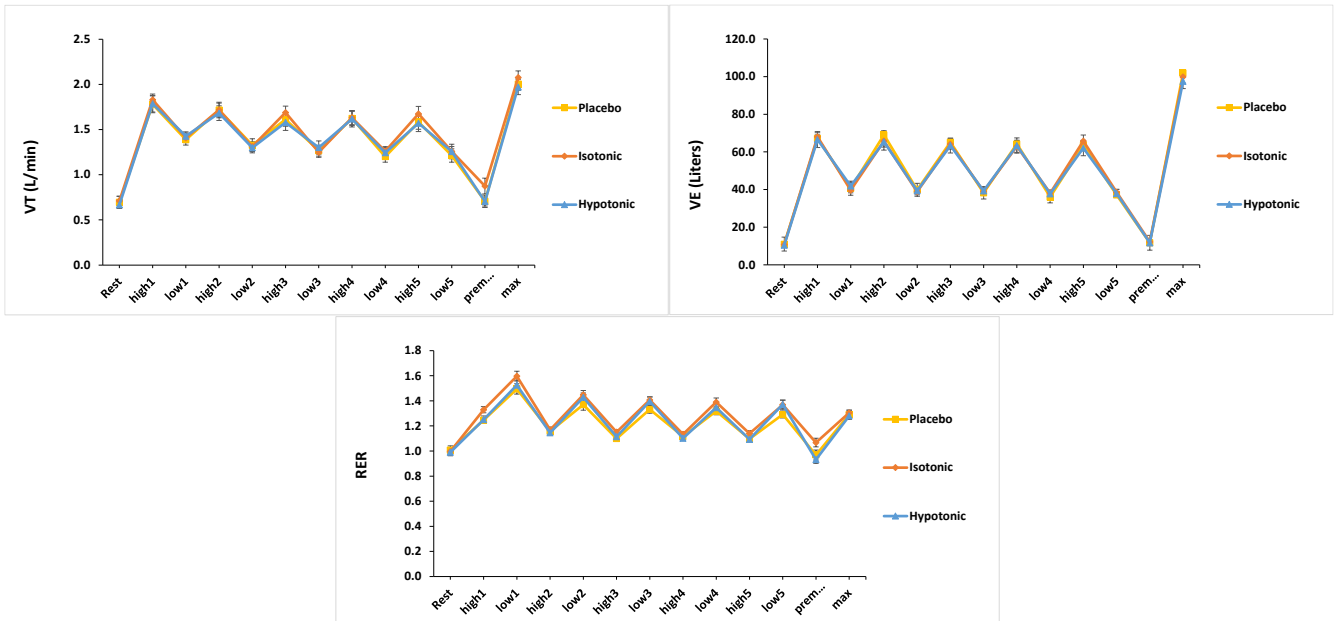 VT (L/min)
2.5
2.0
1.5
1.0
0.5
0.0
Rest
high1
low1
high2
low2
high3
low3
high4
low4
high5
low5
prem...
max
Placebo
Isotonic
Hypotonic
VE (Liters)
120.0
100.0
80.0
60.0
40.0
20.0
0.0
Rest
high1
low1
high2
low2
high3
low3
high4
low4
high5
low5
prem...
max
Placebo
Isotonic
Hypotonic
RER
1.8
1.6
1.4
1.2
1.0
0.8
0.6
0.4
0.2
0.0
Rest
high1
low1
high2
low2
high3
low3
high4
low4
high5
low5
prem...
max
Placebo
Isotonic
Hypotonic